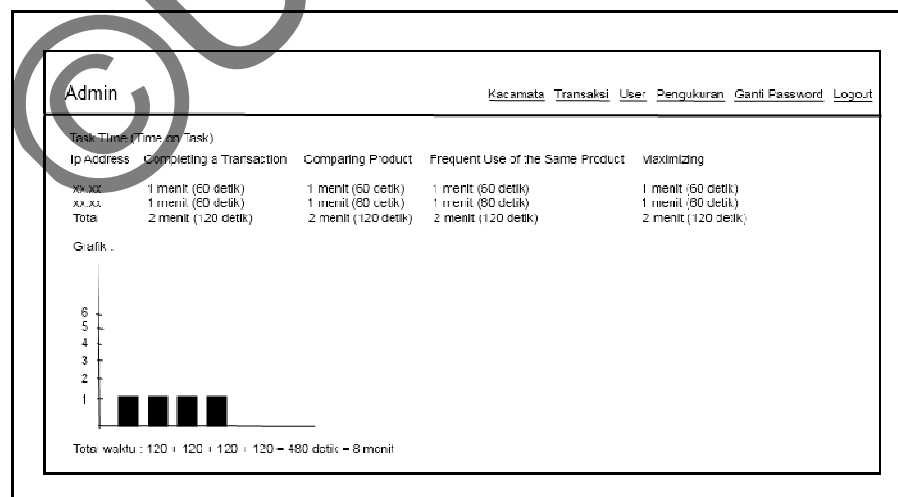 Admin
Kacamata Transaksi User Pengukuran Ganti Password Logout
Task Time (Time on Task)
Ip Address Completing a Transaction Comparing Product Frequent Use of the Same Product Maximizing
xx.xx 1 menit (60 detik) 1 menit (60 detik) 1 menit (60 detik) 1 menit (60 detik)
xx.xx 1 menit (60 detik) 1 menit (60 detik) 1 menit (60 detik) 1 menit (60 detik)
Total 2 menit (120 detik) 2 menit (120 detik) 2 menit (120 detik) 2 menit (120 detik)
Grafik :
6
5
4
3
2
1
Total waktu : 120 + 120 + 120 + 120 = 480 detik = 8 menit